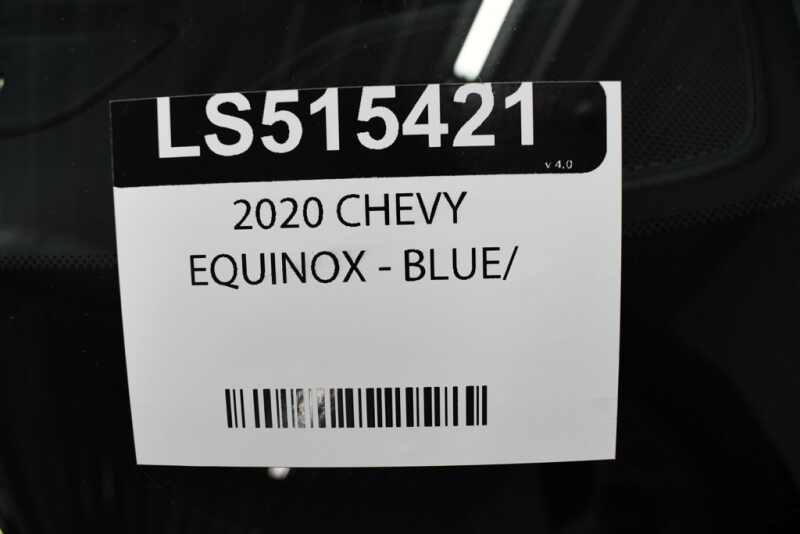 LS515421
v 4.0
2020 CHEVY
EQUINOX - BLUE/